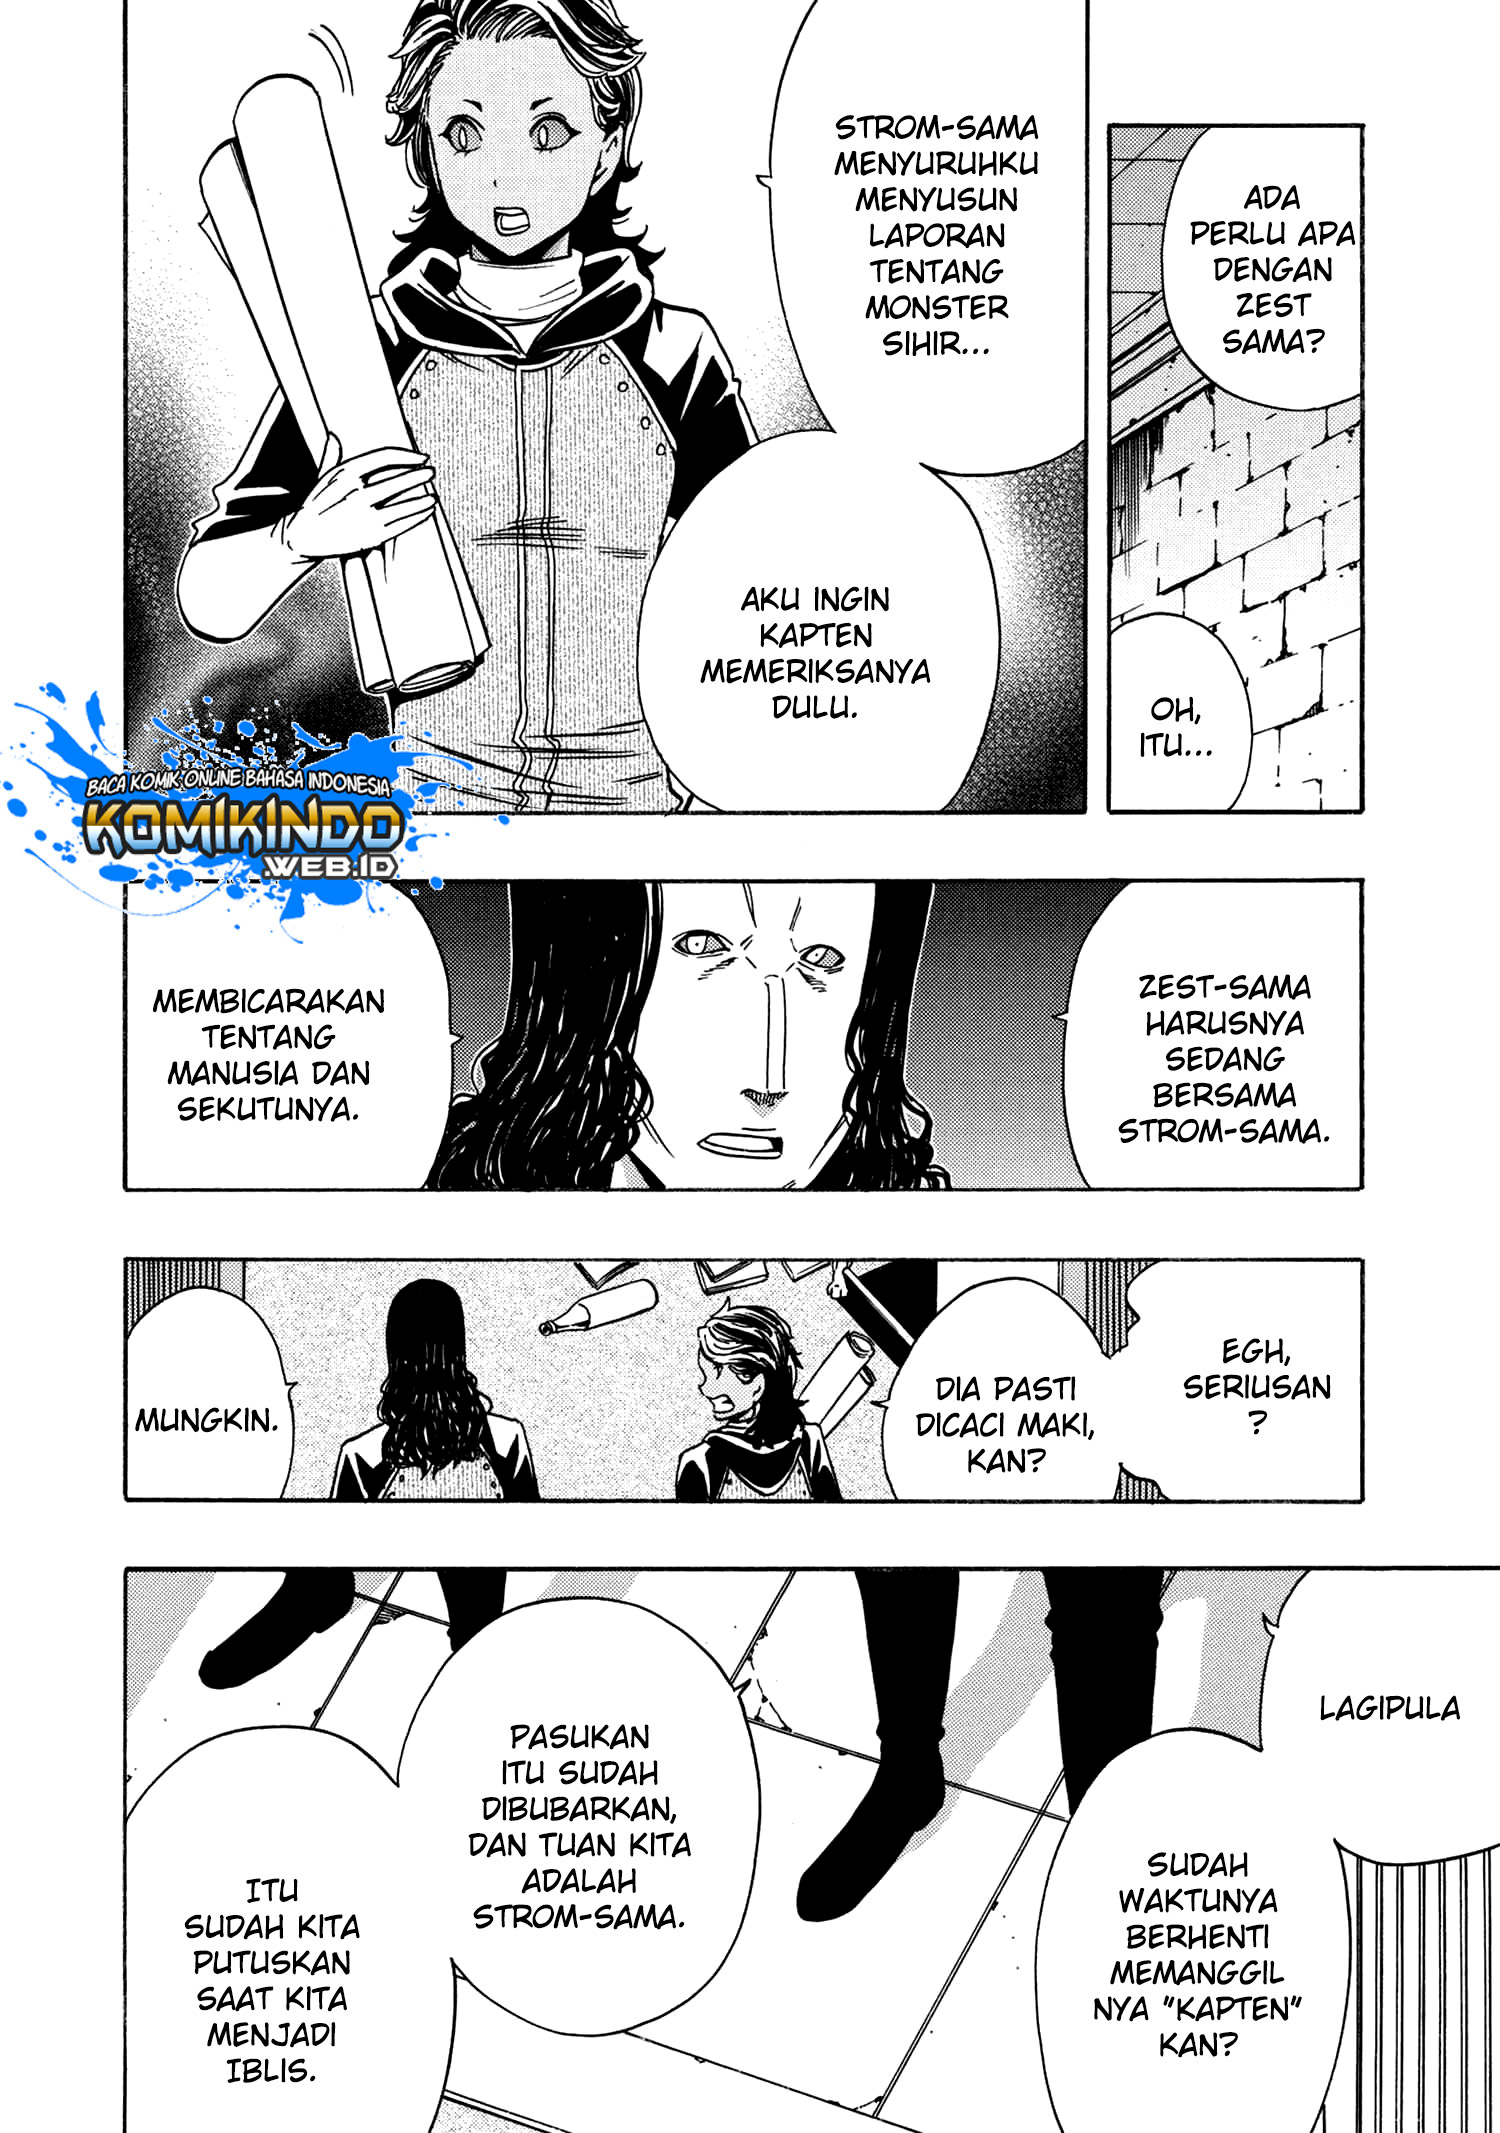 ADA
PERLU APA
DENGAN
ZEST
SAMA?
OH,
ITU...
STROM-SAMA
MENYURUHKU
MENYUSUN
LAPORAN
TENTANG
MONSTER
SIHIR...
AKU INGIN
KAPTEN
MEMERIKSANYA
DULU.
BACA KOMIK ONLINE BAHASA INDONESIA
KOMIKINDO
.WEB.ID
ZEST-SAMA
HARUSNYA
SEDANG
BERSAMA
STROM-SAMA.
MEMBICARAKAN
TENTANG
MANUSIA DAN
SEKUTUNYA.
EGH,
SERIUSAN
?
DIA PASTI
DICACI MAKI,
KAN?
MUNGKIN.
LAGIPULA
SUDAH
WAKTUNYA
BERHENTI
MEMANGGIL
NYA "KAPTEN"
KAN?
PASUKAN
ITU SUDAH
DIBUBARKAN,
DAN TUAN KITA
ADALAH
STROM-SAMA.
ITU
SUDAH KITA
PUTUSKAN
SAAT KITA
MENJADI
IBLIS.